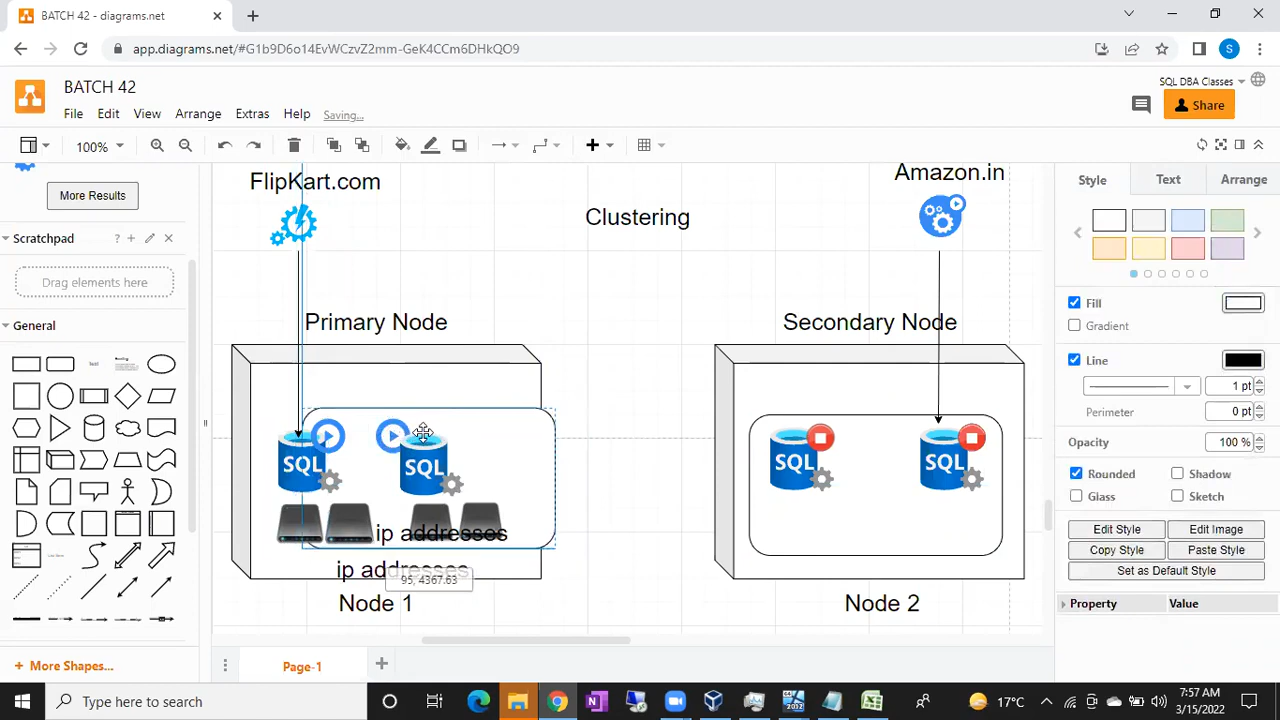 BATCH 42 - diagrams.net
app.diagrams.net/#G1b9D6o14EvWCzvZ2mm-GeK4CCm6DHkQO9
S
BATCH 42
SQL DBA Classes
File Edit View Arrange Extras Help Saving...
Share
100%
Style Text Arrange
More Results
Scratchpad
?
Drag elements here
General
Text
More Shapes...
FlipKart.com
Amazon.in
Clustering
Primary Node
Secondary Node
SQL
SQL
SQL
SQL
ip addresses
ip addresses
95, 4367.63
Node 1
Node 2
Fill
Gradient
Line
1 pt
Perimeter
0 pt
Opacity
100 %
Rounded
Shadow
Glass
Sketch
Edit Style
Edit Image
Copy Style
Paste Style
Set as Default Style
Property
Value
Page-1
Type here to search
2012
17°C
7:57 AM
3/15/2022